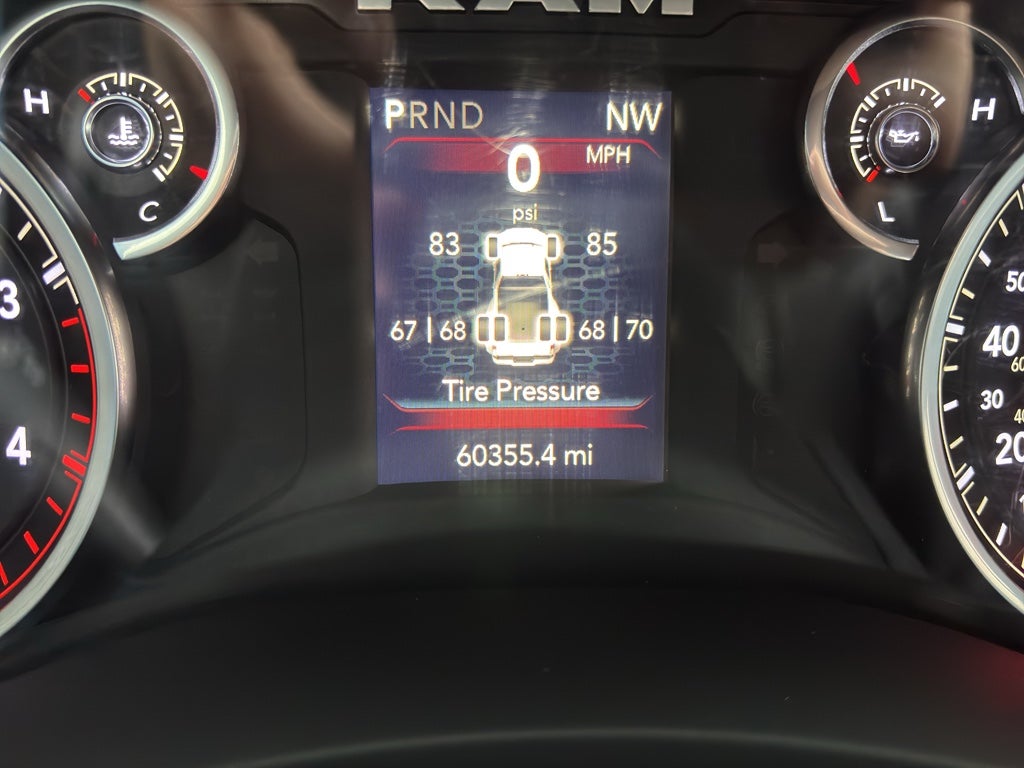 RAM
H
C
PRND NW
0 MPH
psi
83 85
67 | 68 68 | 70
Tire Pressure
60355.4 mi
H
L
3
4
50
40
30
20